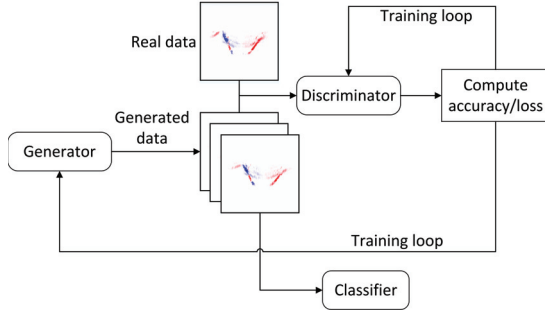 Training loop
Real data
Discriminator
Compute
accuracy/loss
Generated
data
Generator
Training loop
Classifier